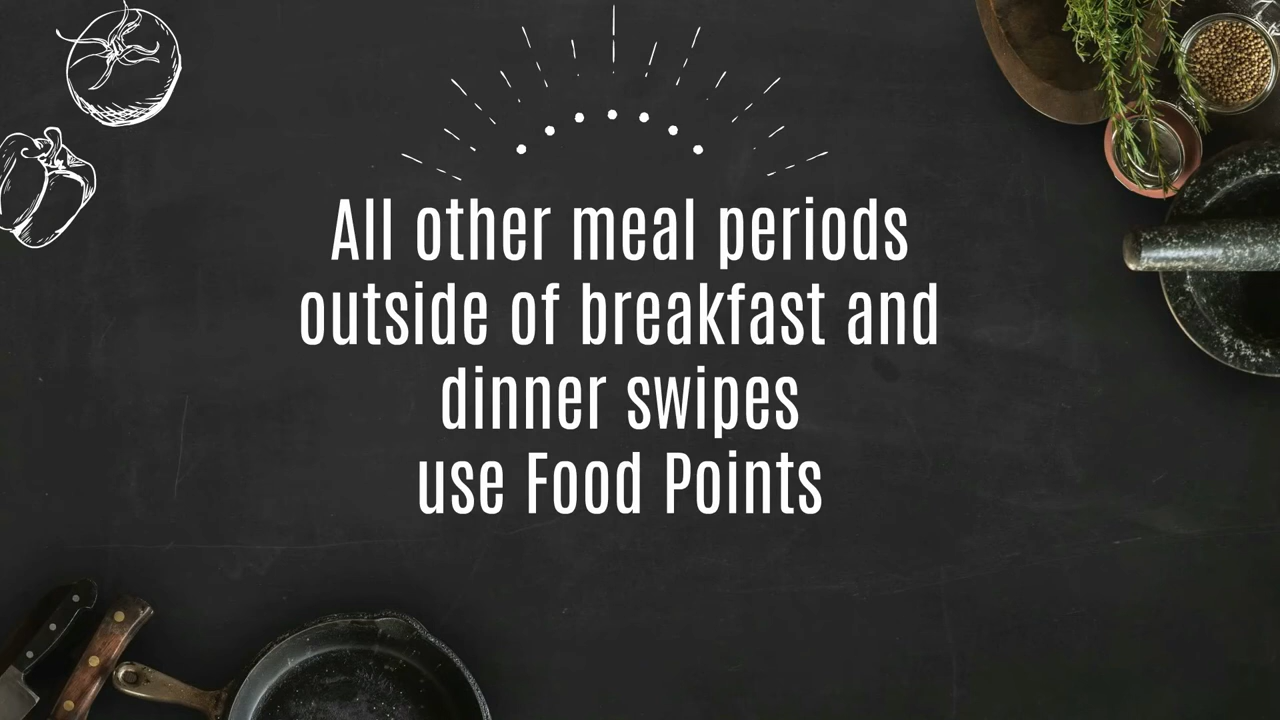 All other meal periods
outside of breakfast and
dinner swipes
use Food Points